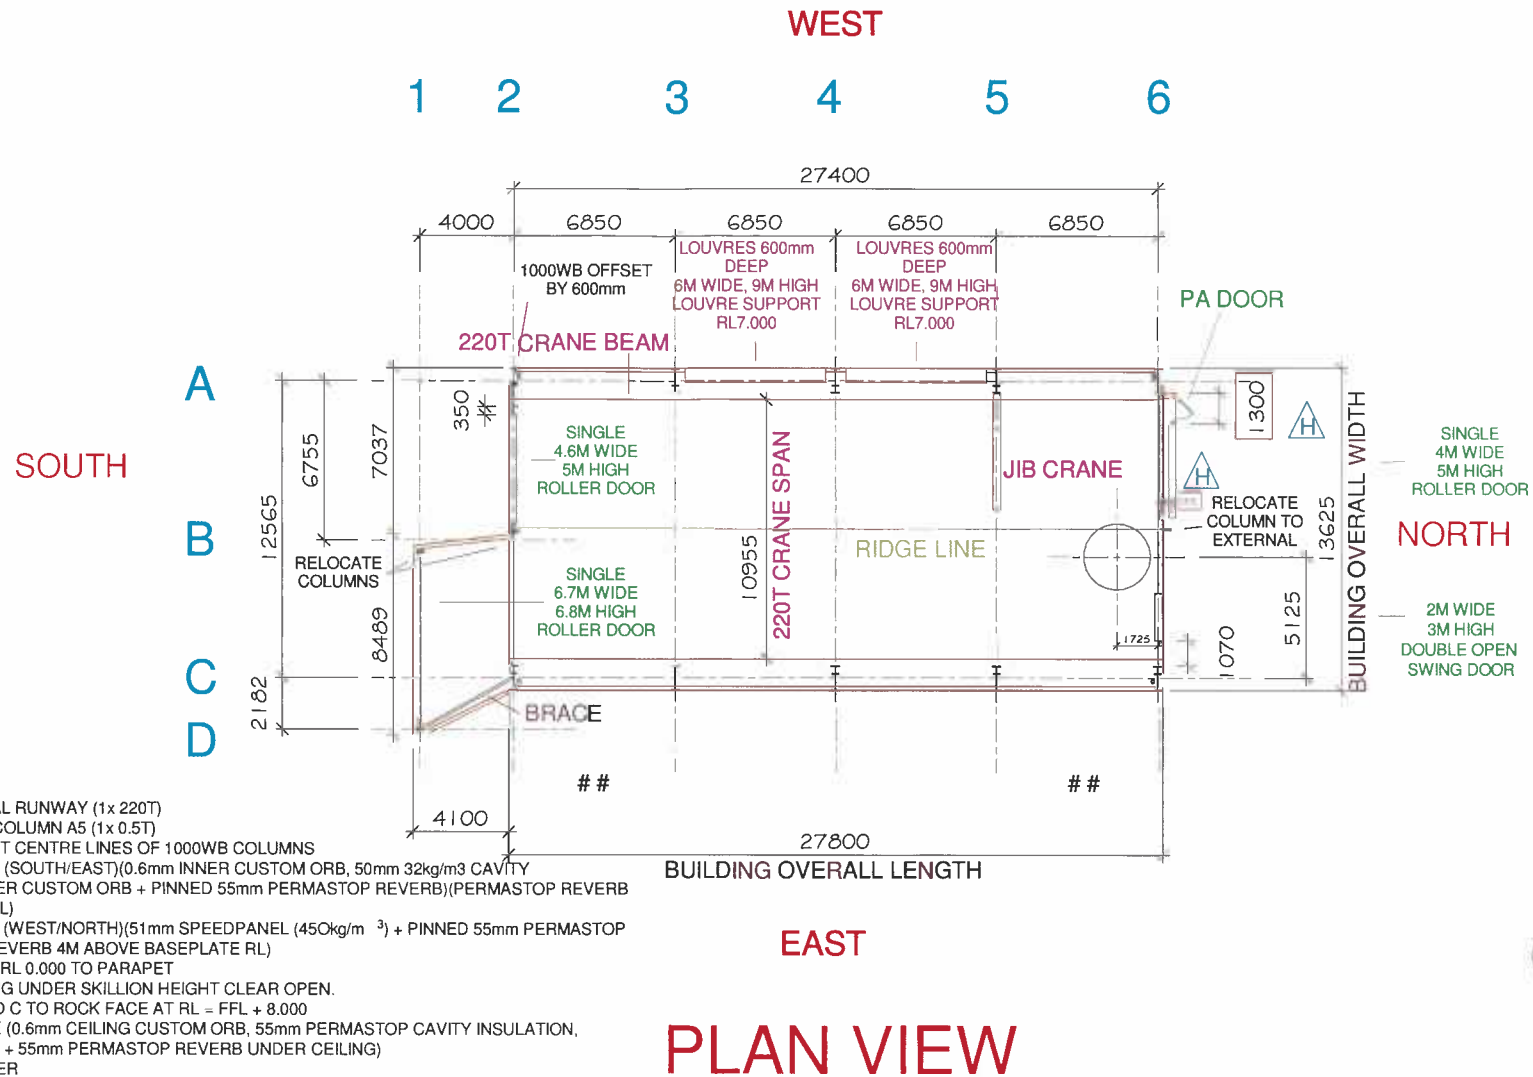 WEST
1 2 3 4 5 6
27400
4000 6850 6850 6850 6850
1000WB OFFSET
BY 600mm
LOUVRES 600mm
DEEP
6M WIDE, 9M HIGH
LOUVRE SUPPORT
RL7.000
LOUVRES 600mm
DEEP
6M WIDE, 9M HIGH
LOUVRE SUPPORT
RL7.000
PA DOOR
220T CRANE BEAM
A
350
1300
H
SOUTH
6755
7037
12565
SINGLE
4.6M WIDE
5M HIGH
ROLLER DOOR
220T CRANE SPAN
10955
JIB CRANE
H
SINGLE
4M WIDE
5M HIGH
ROLLER DOOR
BUILDING OVERALL WIDTH
13625
RELOCATE
COLUMN TO
EXTERNAL
NORTH
B
RIDGE LINE
RELOCATE
COLUMNS
SINGLE
6.7M WIDE
6.8M HIGH
ROLLER DOOR
8489
1725
1070
5125
2M WIDE
3M HIGH
DOUBLE OPEN
SWING DOOR
C
2182
BRACE
D
## ##
4100
27800
BUILDING OVERALL LENGTH
L RUNWAY (1x 220T)
COLUMN A5 (1x 0.5T)
T CENTRE LINES OF 1000WB COLUMNS
(SOUTH/EAST)(0.6mm INNER CUSTOM ORB, 50mm 32kg/m3 CAVITY
ER CUSTOM ORB + PINNED 55mm PERMASTOP REVERB)(PERMASTOP REVERB
L)
(WEST/NORTH)(51mm SPEEDPANEL (450kg/m ³) + PINNED 55mm PERMASTOP
EVERB 4M ABOVE BASEPLATE RL)
RL 0.000 TO PARAPET
G UNDER SKILLION HEIGHT CLEAR OPEN.
O C TO ROCK FACE AT RL = FFL + 8.000
(0.6mm CEILING CUSTOM ORB, 55mm PERMASTOP CAVITY INSULATION,
+ 55mm PERMASTOP REVERB UNDER CEILING)
ER
EAST
PLAN VIEW